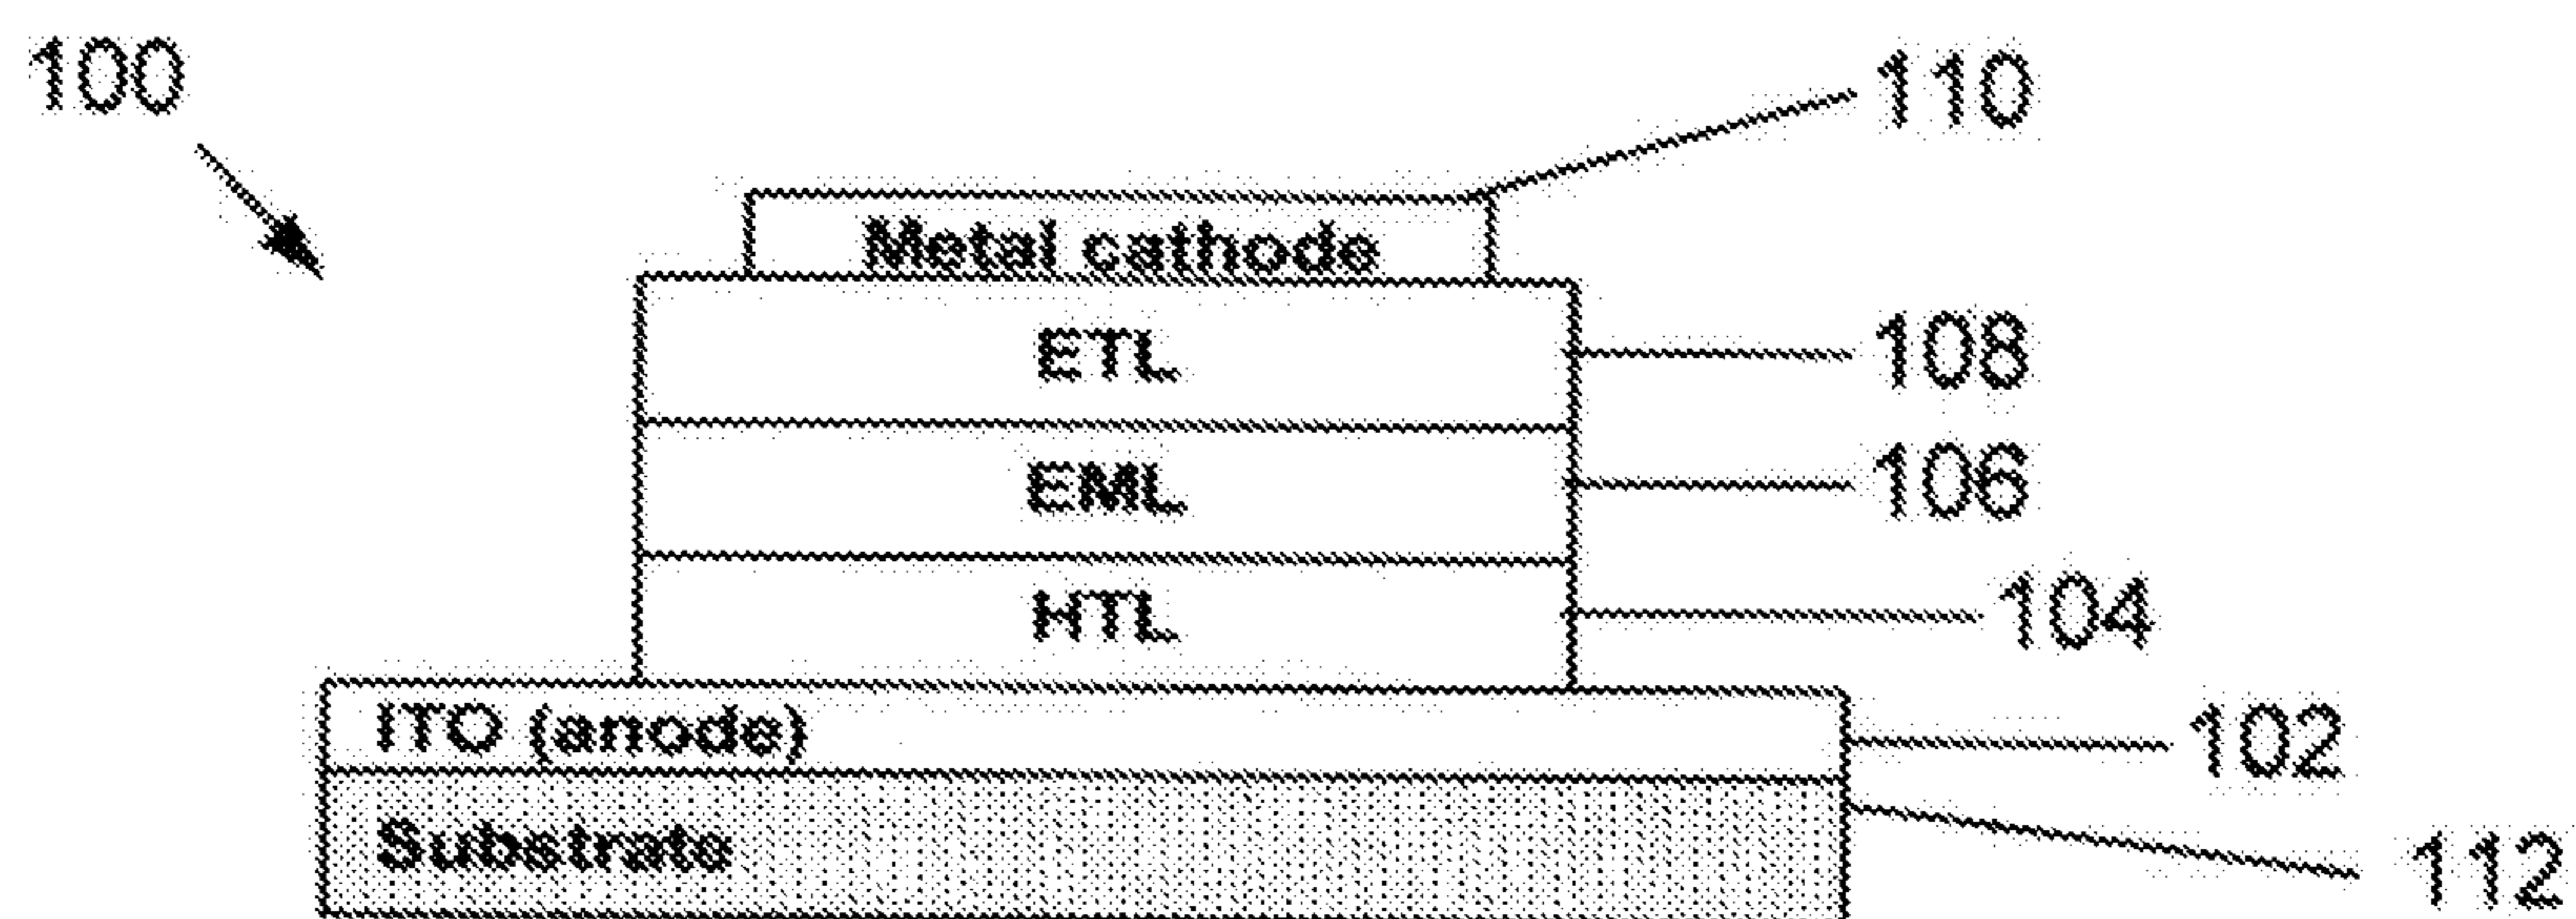 100
110
Metal cathode
ETL
108
EML
106
HTL
104
ITO (anode)
102
Substrate
112